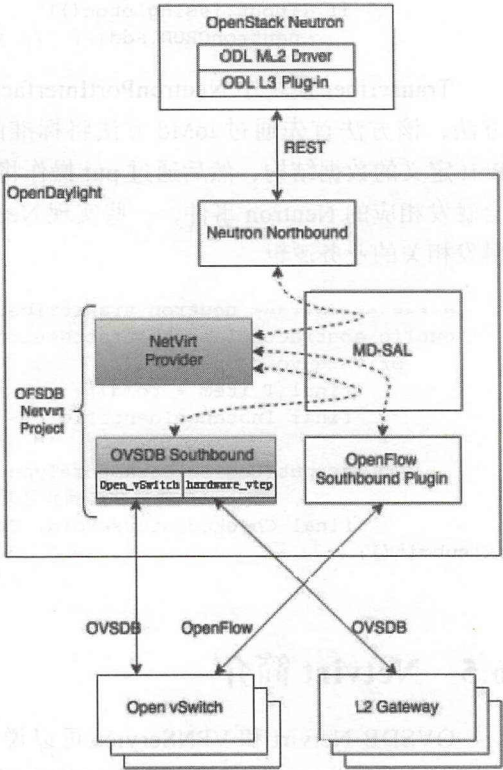 OpenStack Neutron
ODL ML2 Driver
ODL L3 Plug-in
REST
OpenDaylight
Neutron Northbound
MD-SAL
NetVirt
Provider
OFSDB
NetVirt
Project
OVSDB Southbound
Open_vSwitch
hardware_vtep
OpenFlow
Southbound Plugin
OVSDB
OpenFlow
OVSDB
Open vSwitch
L2 Gateway